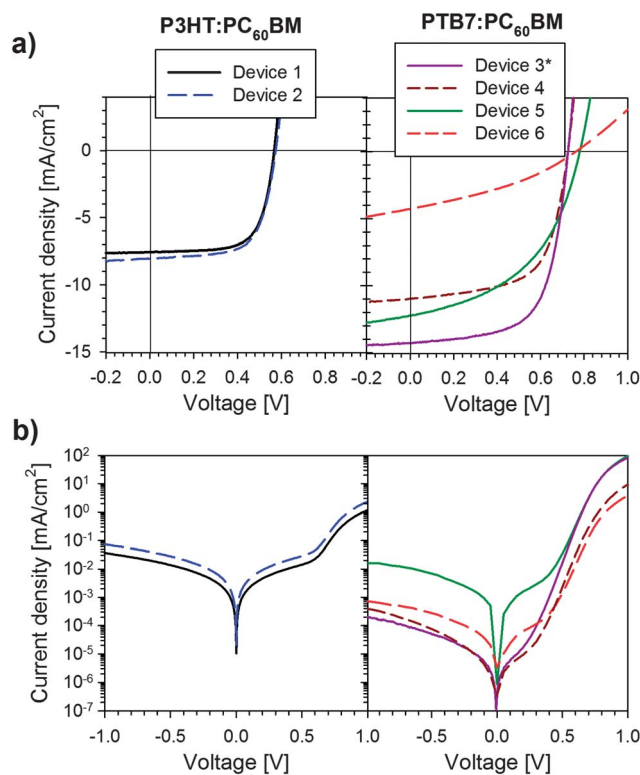 P3HT:PC60BM
PTB7:PC60BM
a)
Device 1
Device 2
Device 3*
Device 4
Device 5
Device 6
Current density [mA/cm2]
0
-5
-10
-15
-0.2 0.0 0.2 0.4 0.6 0.8 -0.2 0.0 0.2 0.4 0.6 0.8 1.0
Voltage [V]
Voltage [V]
b)
Current density [mA/cm2]
10^2
10^1
10^0
10^-1
10^-2
10^-3
10^-4
10^-5
10^-6
10^-7
-1.0 -0.5 0.0 0.5 -1.0 -0.5 0.0 0.5 1.0
Voltage [V]
Voltage [V]